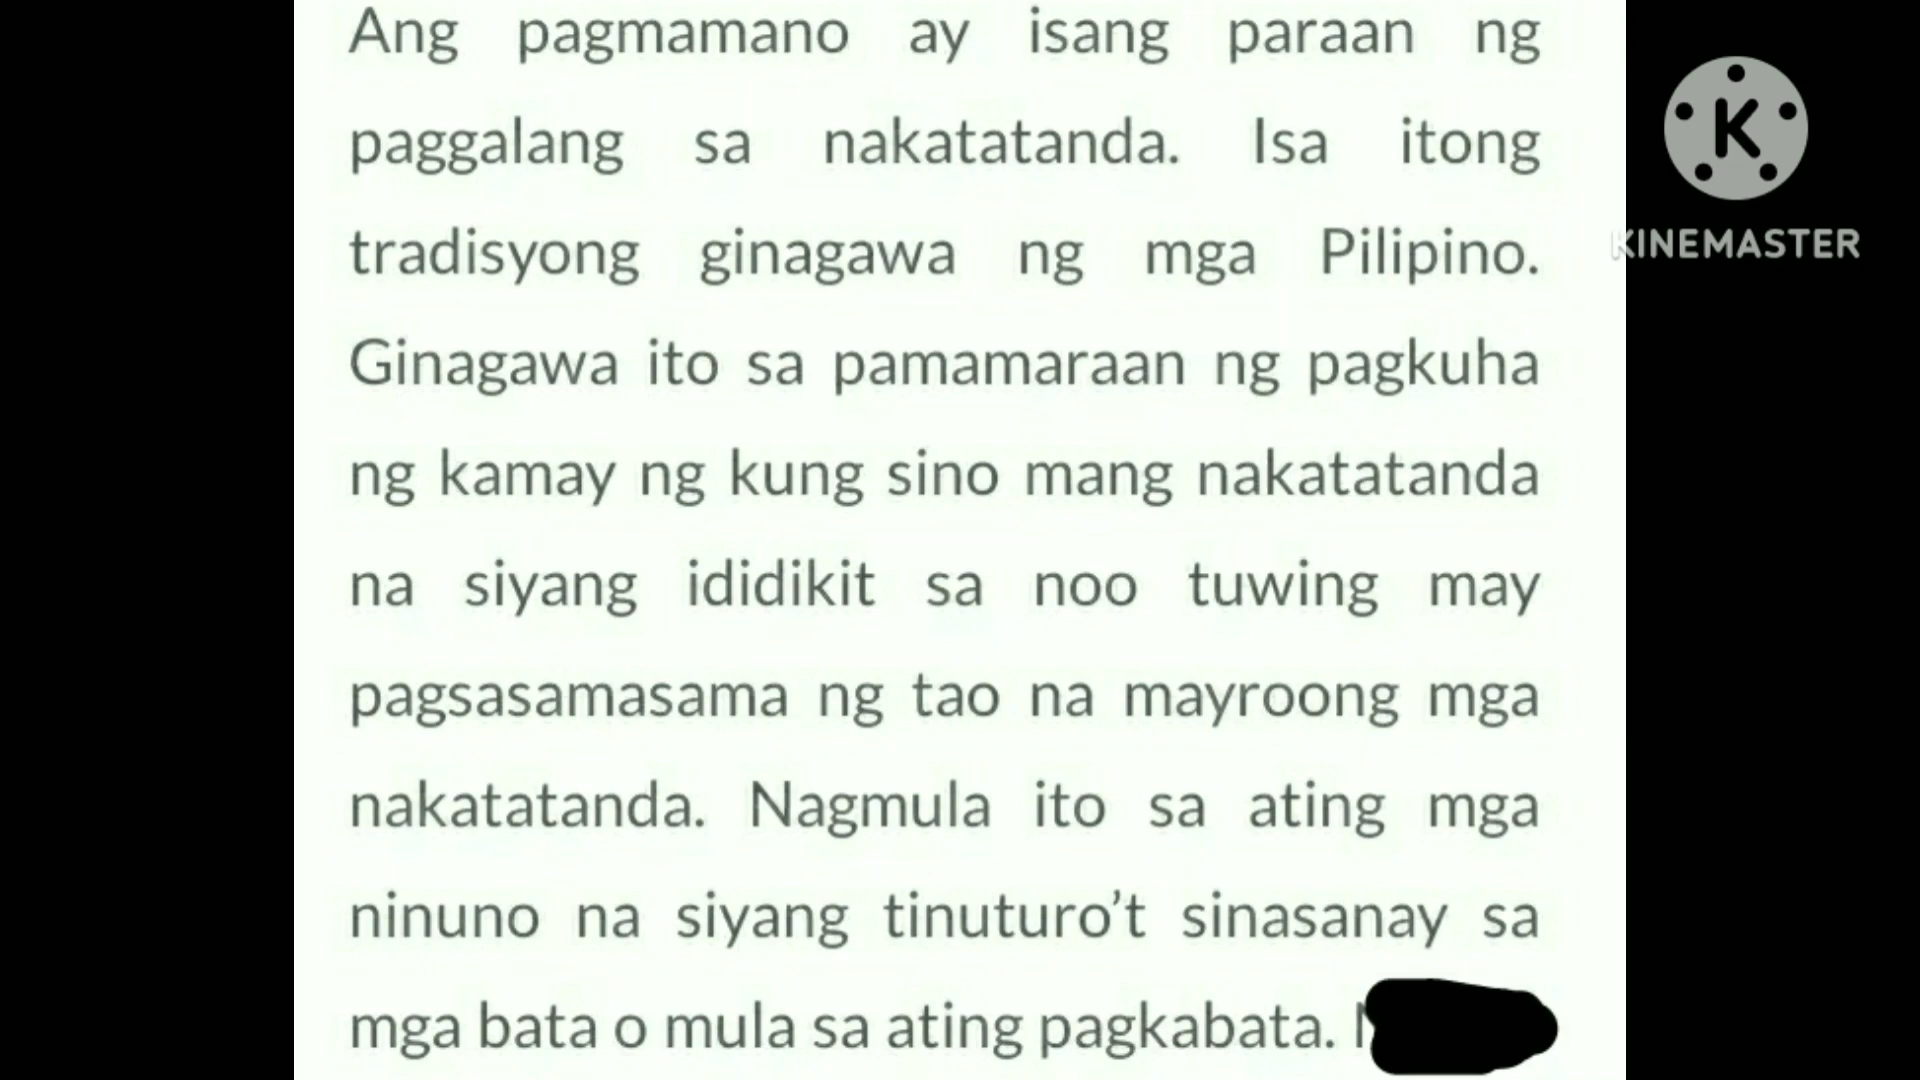 Ang pagmamano ay isang paraan ng
paggalang sa nakatatanda. Isa itong
tradisyong ginagawa ng mga Pilipino.
Ginagawa ito sa pamamaraan ng pagkuha
ng kamay ng kung sino mang nakatatanda
na siyang ididikit sa noo tuwing may
pagsasamasama ng tao na mayroong mga
nakatatanda. Nagmula ito sa ating mga
ninuno na siyang tinuturo’t sinasanay sa
mga bata o mula sa ating pagkabata.
K
KINEMASTER